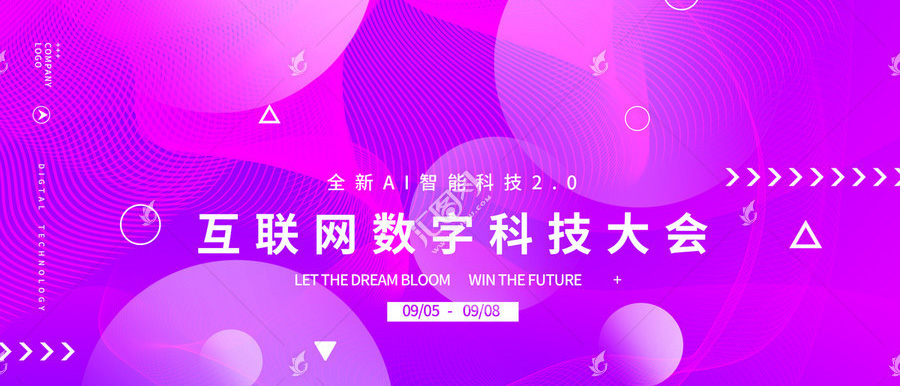 ***
COMPANY
LOGO
DIGTAL TECHNOLOGY
全新AI智能科技2.0
互联网数字科技大会
LET THE DREAM BLOOM WIN THE FUTURE +
09/05 - 09/08